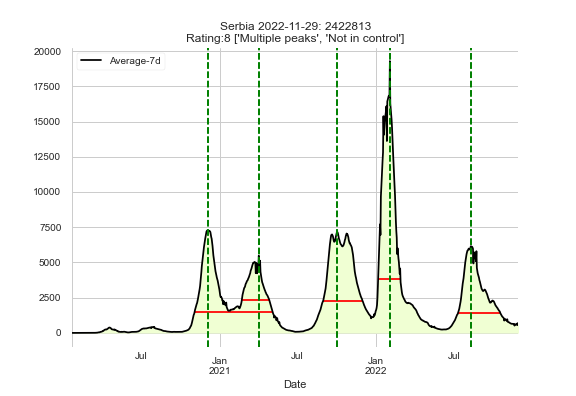 Serbia 2022-11-29: 2422813
Rating:8 ['Multiple peaks', 'Not in control']
Average-7d
20000
17500
15000
12500
10000
7500
5000
2500
0
Jul
Jan
2021
Jul
Jan
2022
Jul
Date